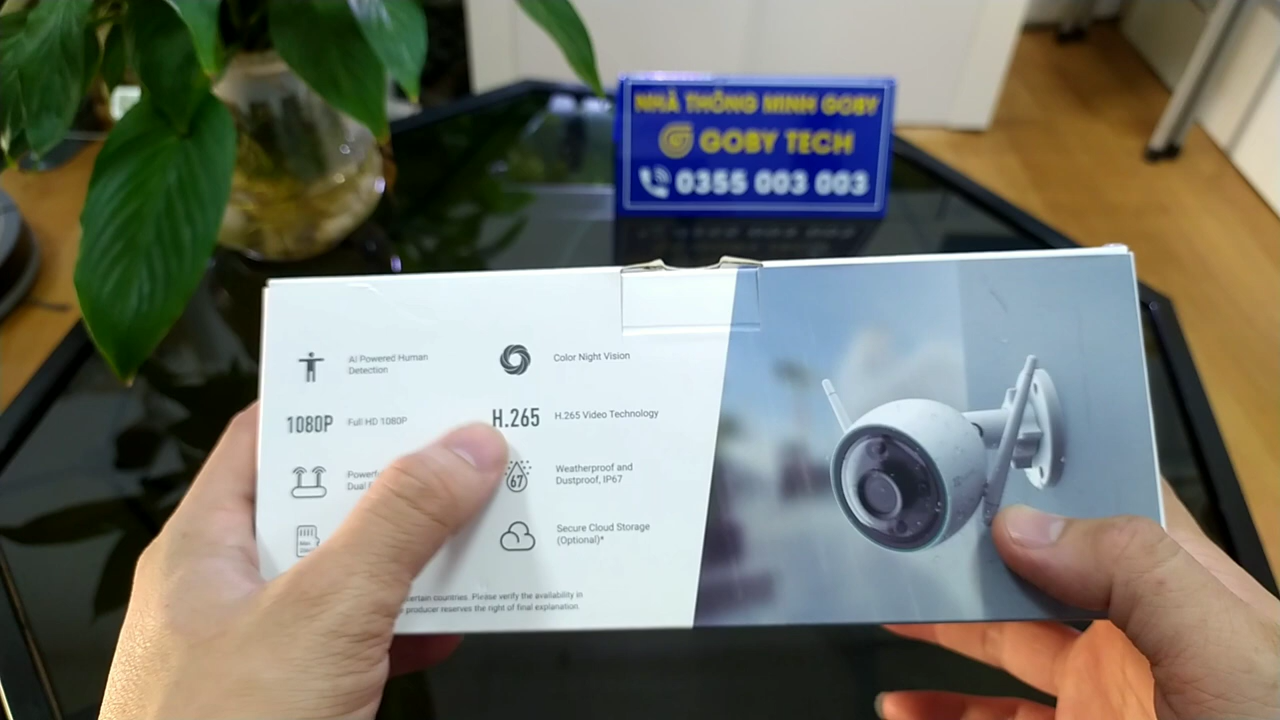 NHÀ THÔNG MINH GOBY
GOBY TECH
0355 003 003
AI Powered Human
Detection
Color Night Vision
1080P
Full HD 1080P
H.265
H.265 Video Technology
Dual
67
Weatherproof and
Dustproof, IP67
Secure Cloud Storage
(Optional)*
certain countries. Please verify the availability in
producer reserves the right of final explanation.